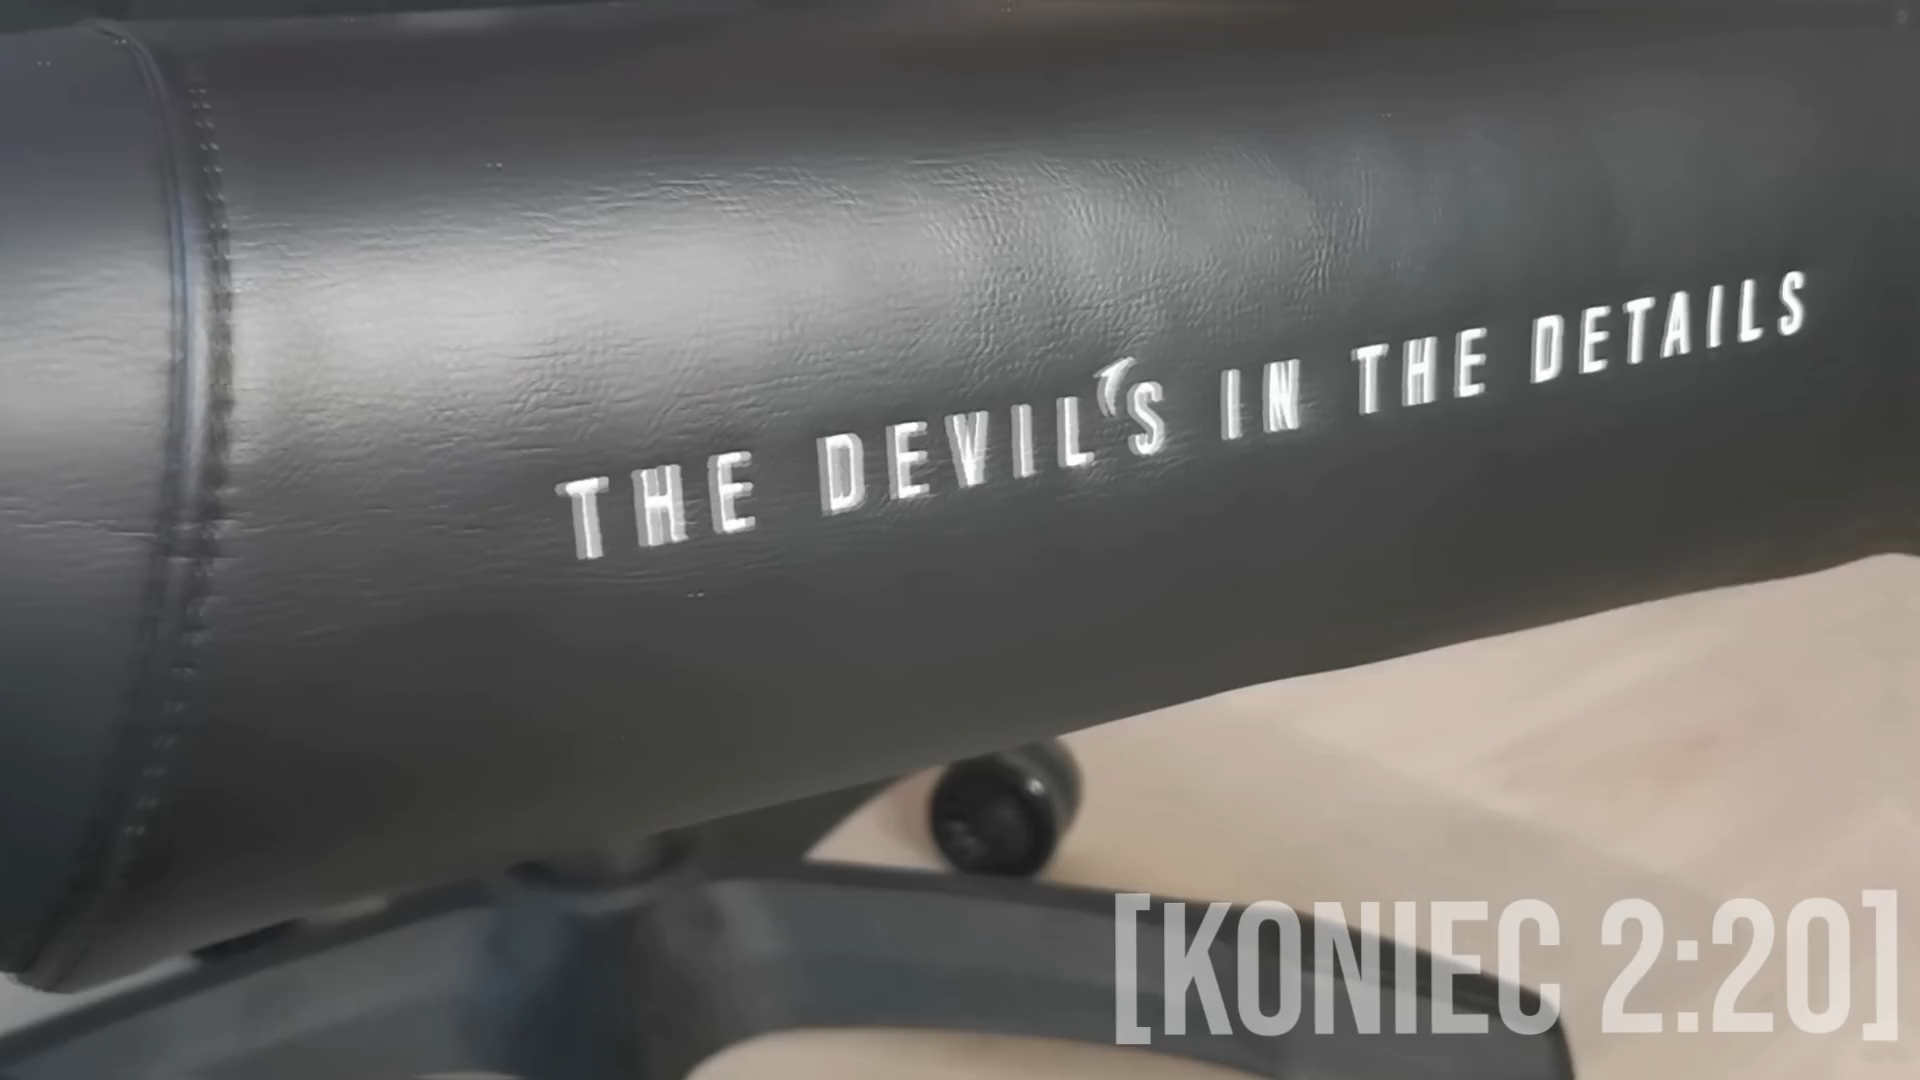 THE DEVIL'S IN THE DETAILS
[KONIEC 2:20]